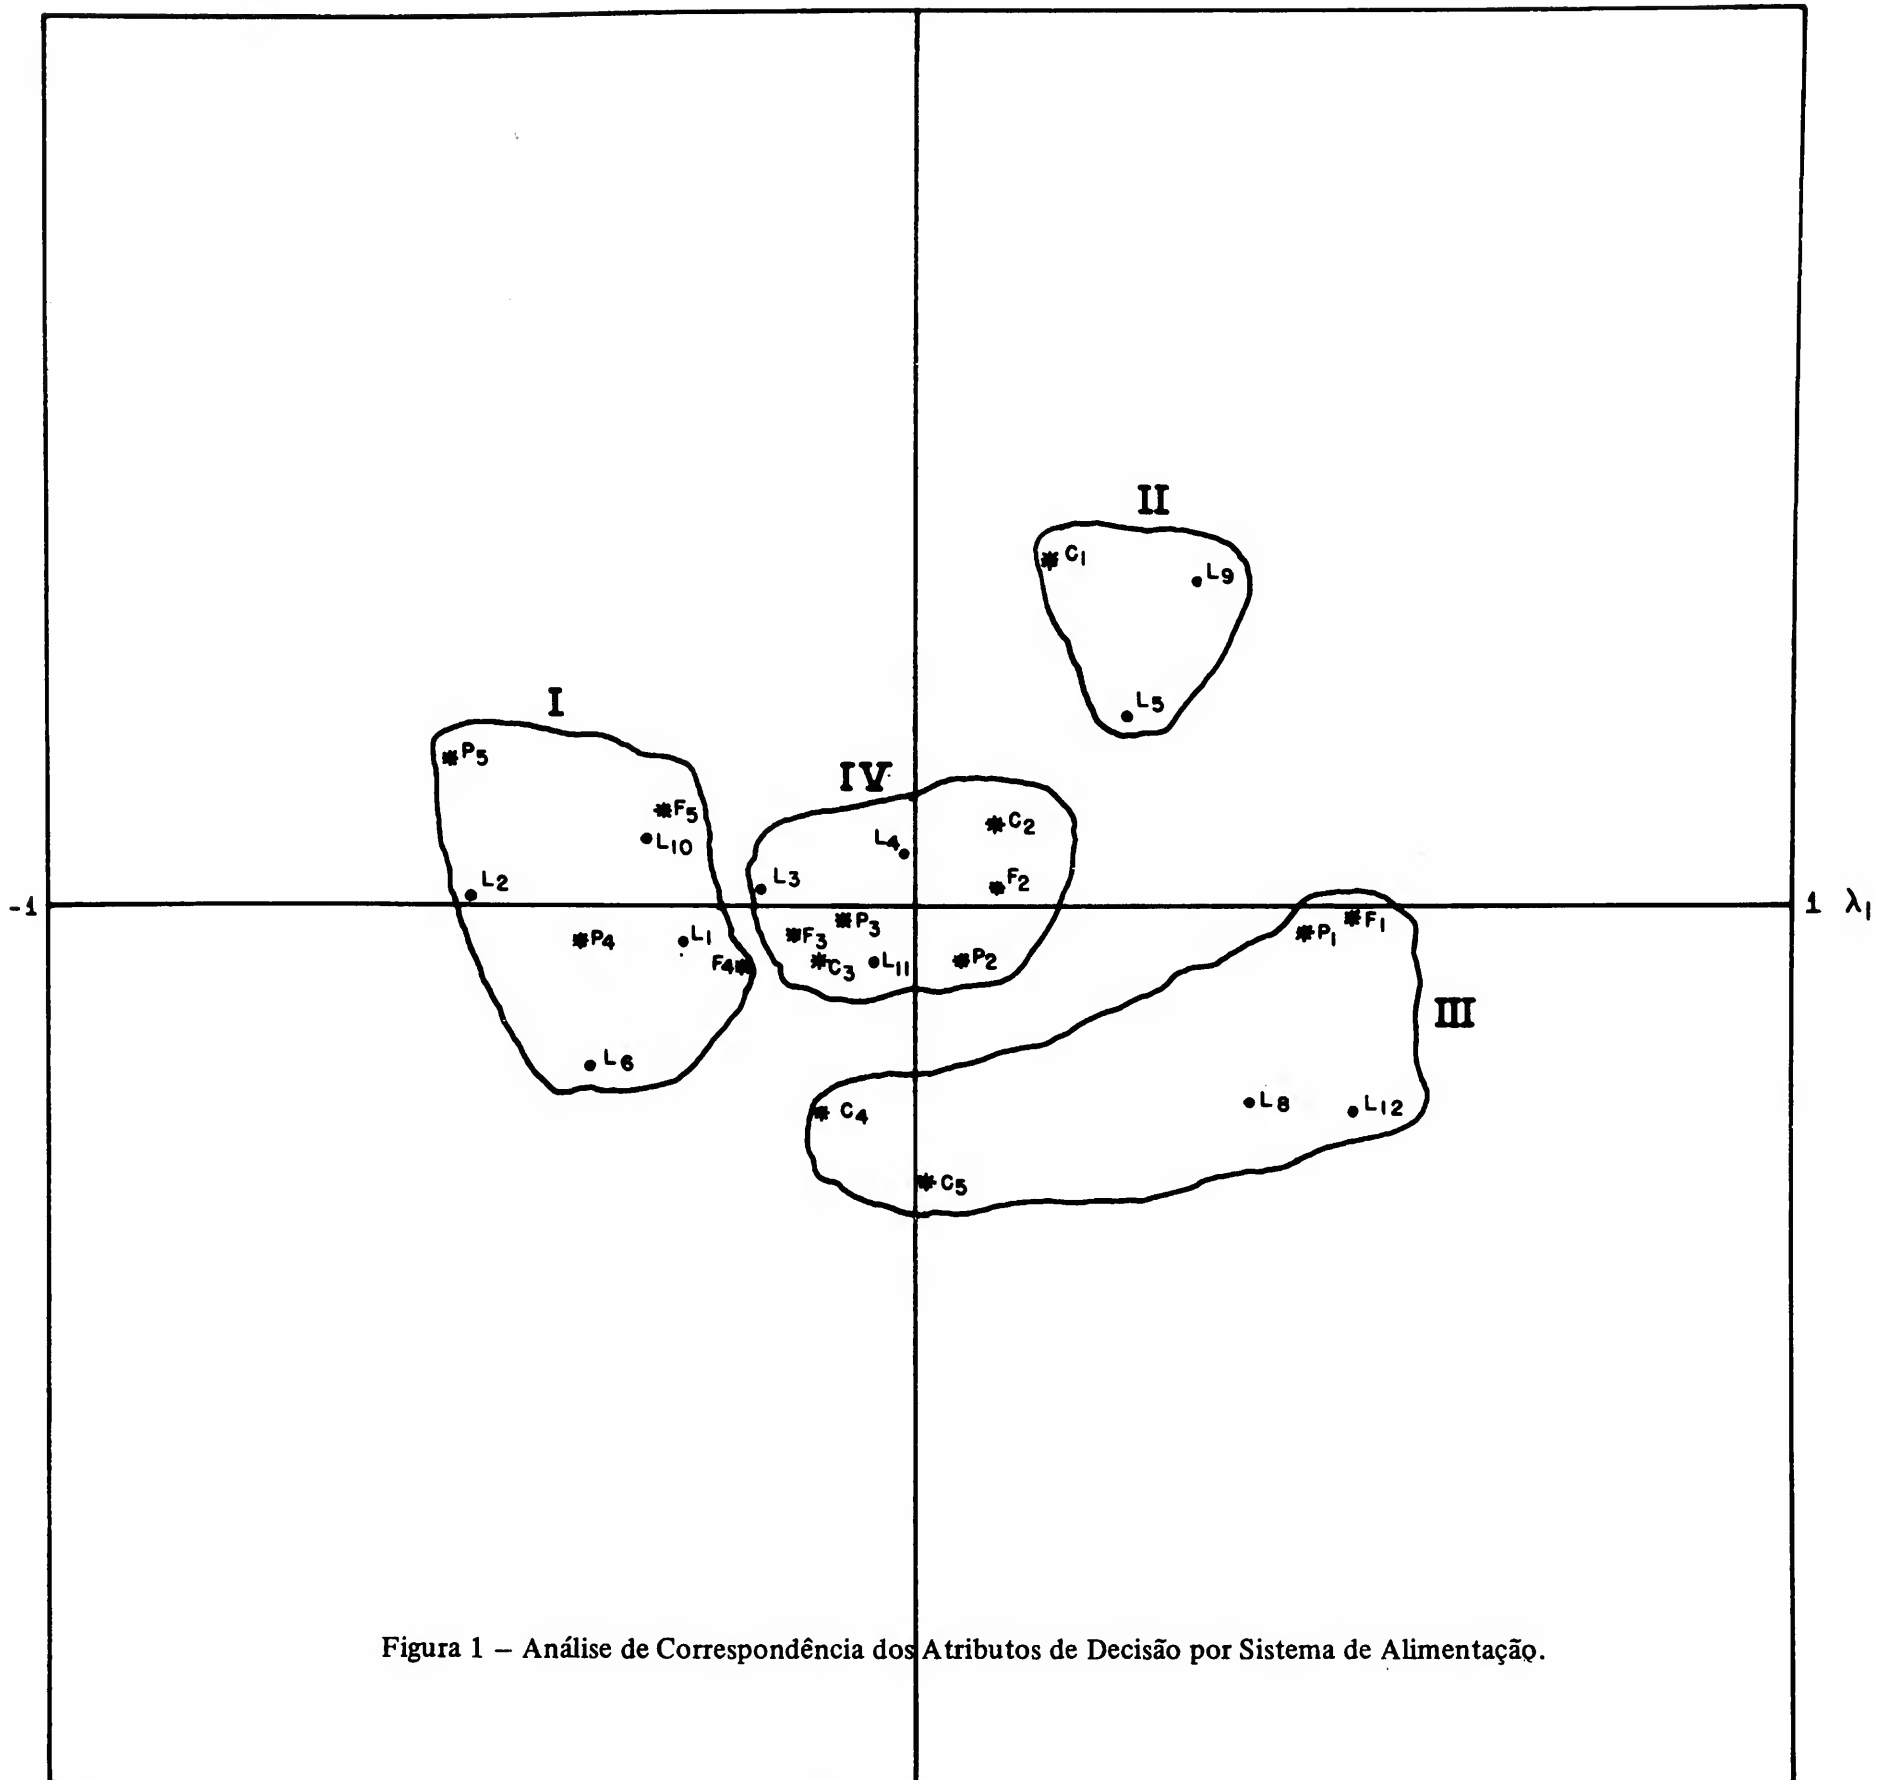 II
C1
L9
L5
I
P5
F5
L10
L2
P4
L1
F4
L6
IV
C2
L4
F2
L3
P3
F3
C3
L11
P2
-1
1 λ1
F1
P1
III
L8
L12
C4
C5
Figura 1 – Análise de Correspondência dos Atributos de Decisão por Sistema de Alimentação.